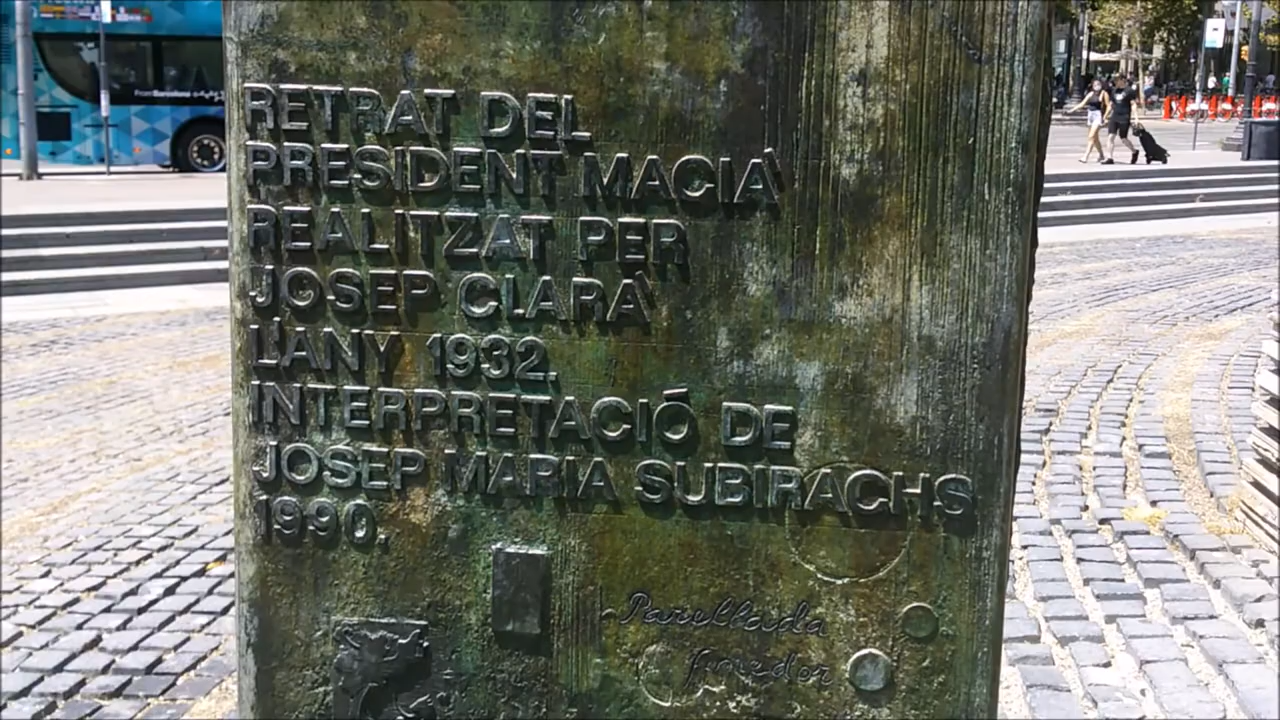 RETRAT DEL
PRESIDENT MACIÀ
REALITZAT PER
JOSEP CLARÀ
L'ANY 1932.
INTERPRETACIÓ DE
JOSEP MARIA SUBIRACHS
1990.
Parellada
fonedor